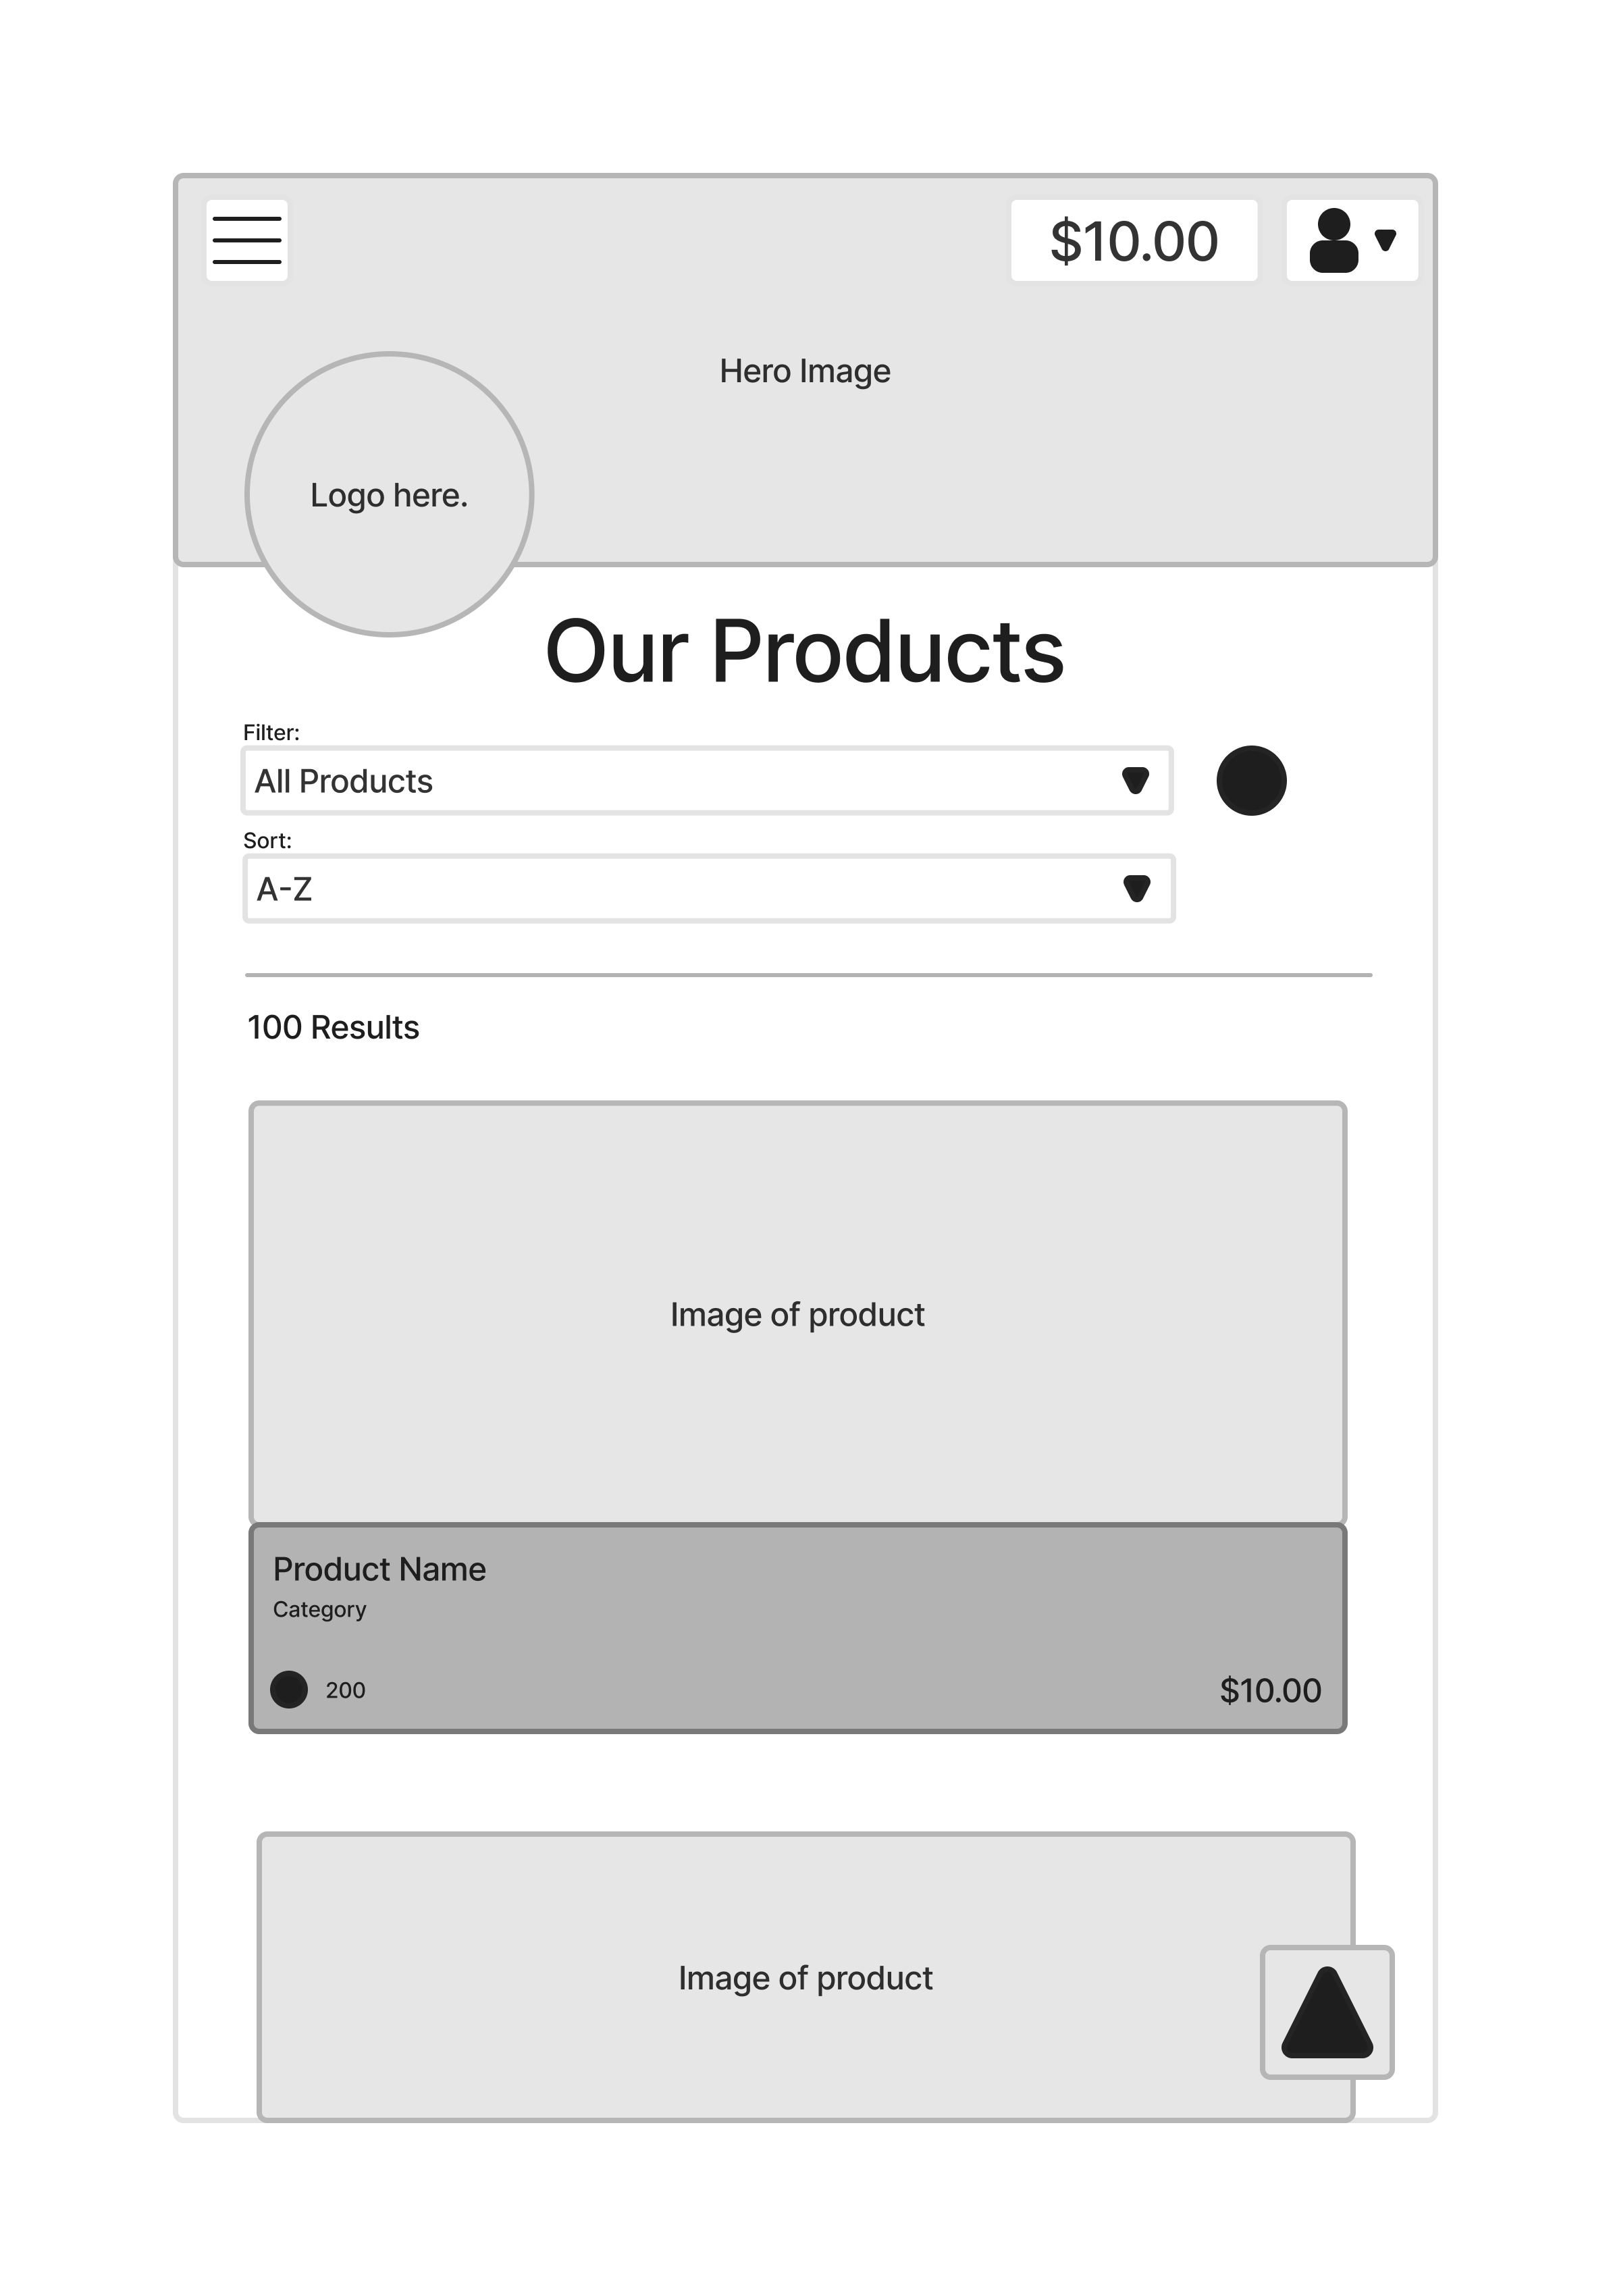 $10.00
Hero Image
Logo here.
Our Products
Filter:
All Products
Sort:
A-Z
100 Results
Image of product
Product Name
Category
200
$10.00
Image of product